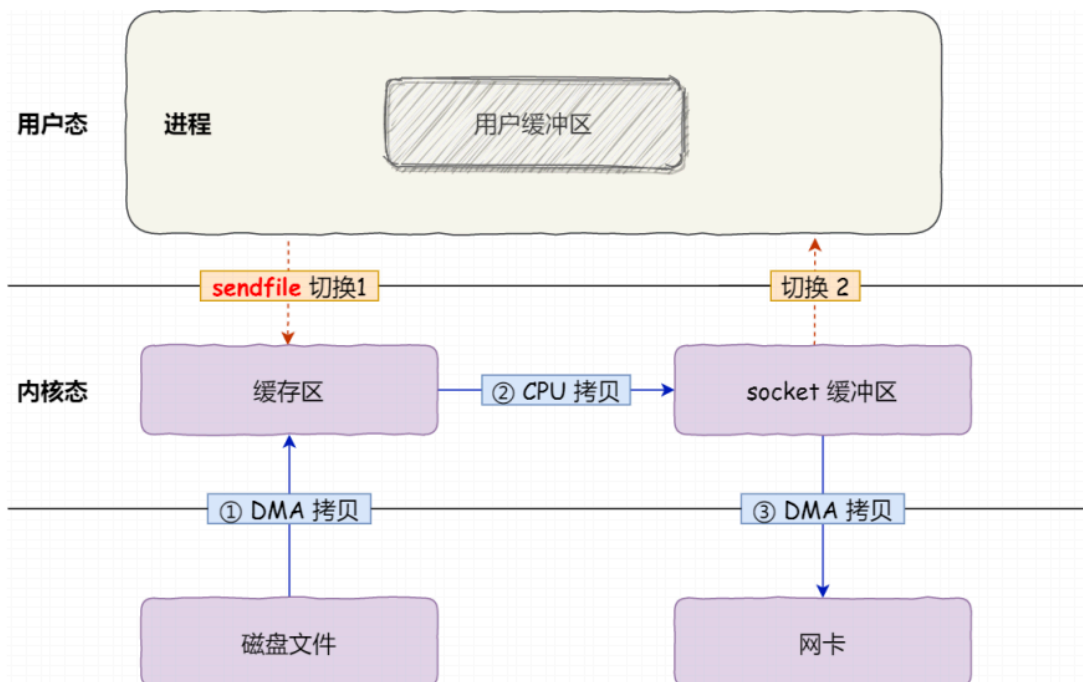 用户态
进程
用户缓冲区
sendfile 切换1
切换 2
内核态
缓存区
② CPU 拷贝
socket 缓冲区
① DMA 拷贝
③ DMA 拷贝
磁盘文件
网卡